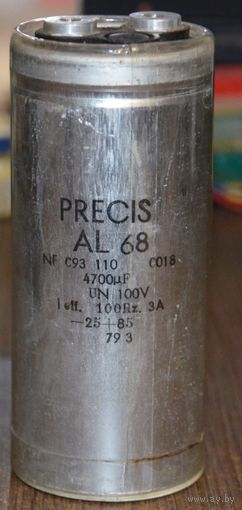 PRECIS
AL 68
NF C93 110 C018
4700µF
UN 100V
I eff. 100Hz. 3A
-25+85
79 3
www.ay.by